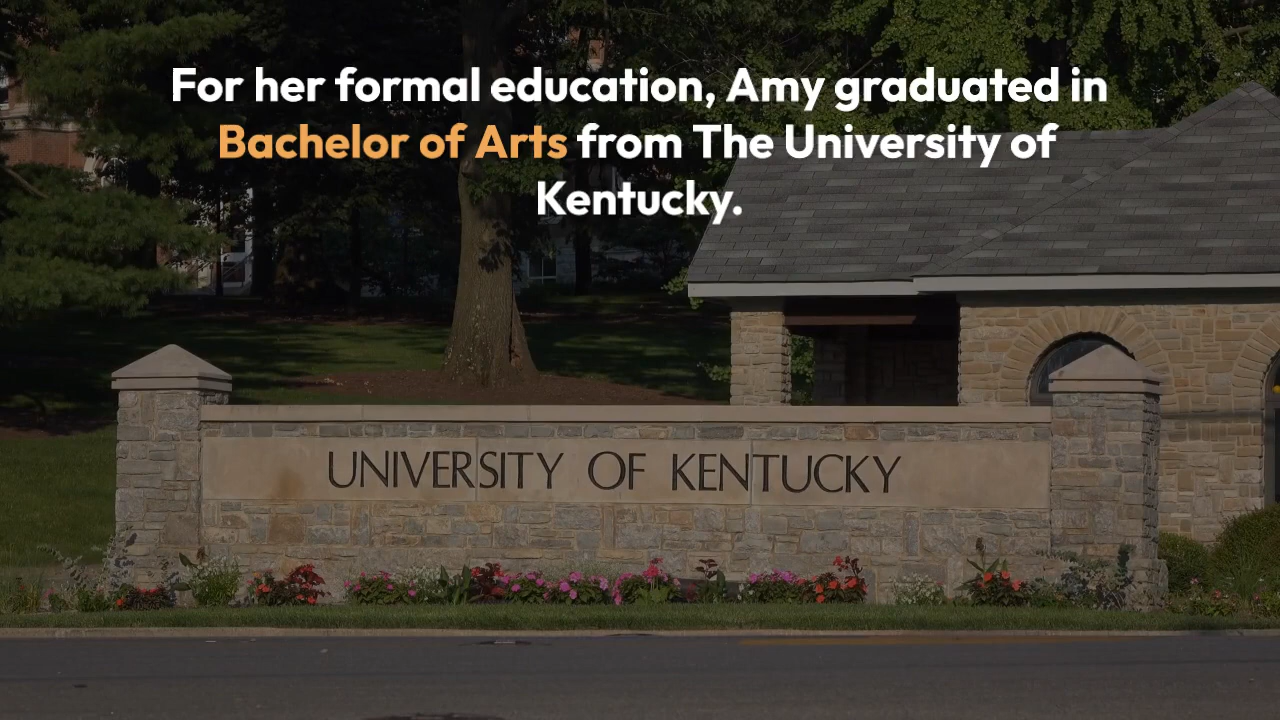 For her formal education, Amy graduated in
Bachelor of Arts from The University of
Kentucky.
UNIVERSITY OF KENTUCKY